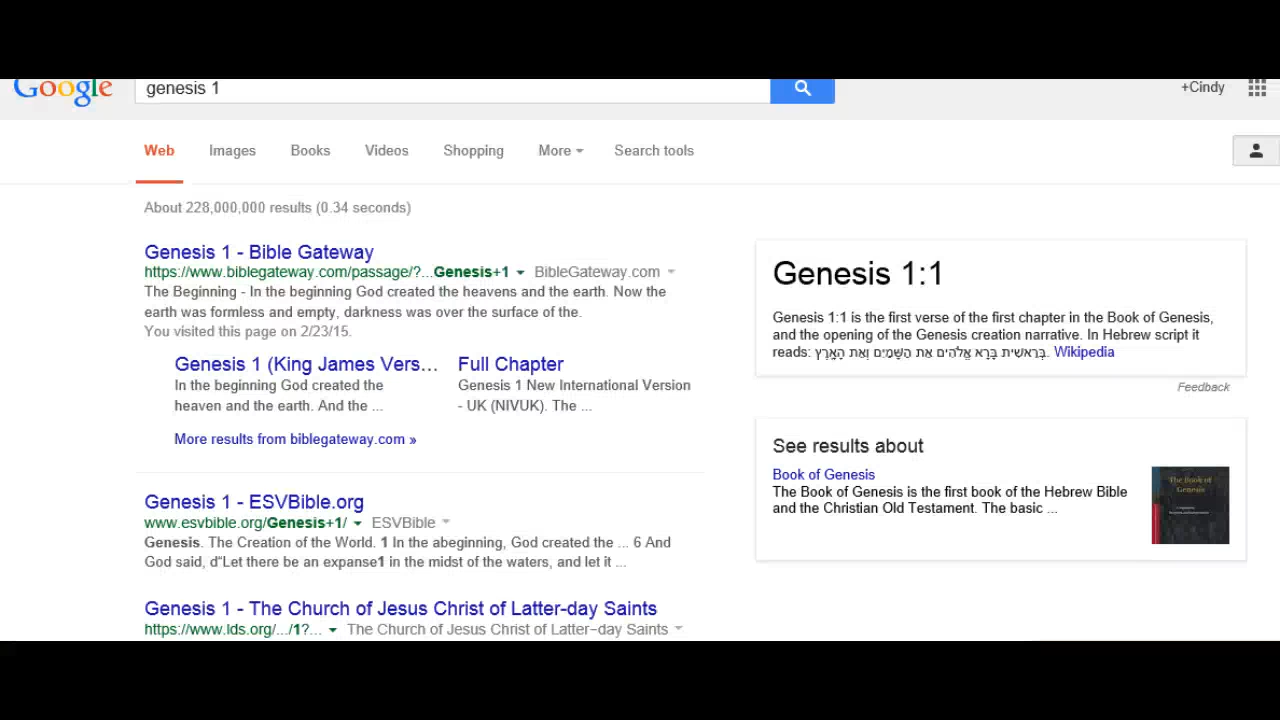 Google
genesis 1
+Cindy
Web Images Books Videos Shopping More Search tools
About 228,000,000 results (0.34 seconds)
Genesis 1 - Bible Gateway
https://www.biblegateway.com/passage/?...Genesis+1 BibleGateway.com
The Beginning - In the beginning God created the heavens and the earth. Now the
earth was formless and empty, darkness was over the surface of the.
You visited this page on 2/23/15.
Genesis 1 (King James Vers...
In the beginning God created the
heaven and the earth. And the ...
Full Chapter
Genesis 1 New International Version
- UK (NIVUK). The ...
More results from biblegateway.com »
Genesis 1 - ESVBible.org
www.esvbible.org/Genesis+1/ ESVBible
Genesis. The Creation of the World. 1 In the abeginning, God created the ... 6 And
God said, d“Let there be an expanse1 in the midst of the waters, and let it ...
Genesis 1 - The Church of Jesus Christ of Latter-day Saints
https://www.lds.org/.../1?... The Church of Jesus Christ of Latter-day Saints
Genesis 1:1
Genesis 1:1 is the first verse of the first chapter in the Book of Genesis,
and the opening of the Genesis creation narrative. In Hebrew script it
reads: בְּרֵאשִׁית בָּרָא אֱלֹהִים אֵת הַשָּׁמַיִם וְאֵת הָאָרֶץ. Wikipedia
Feedback
See results about
Book of Genesis
The Book of Genesis is the first book of the Hebrew Bible
and the Christian Old Testament. The basic ...
The Book of
Genesis